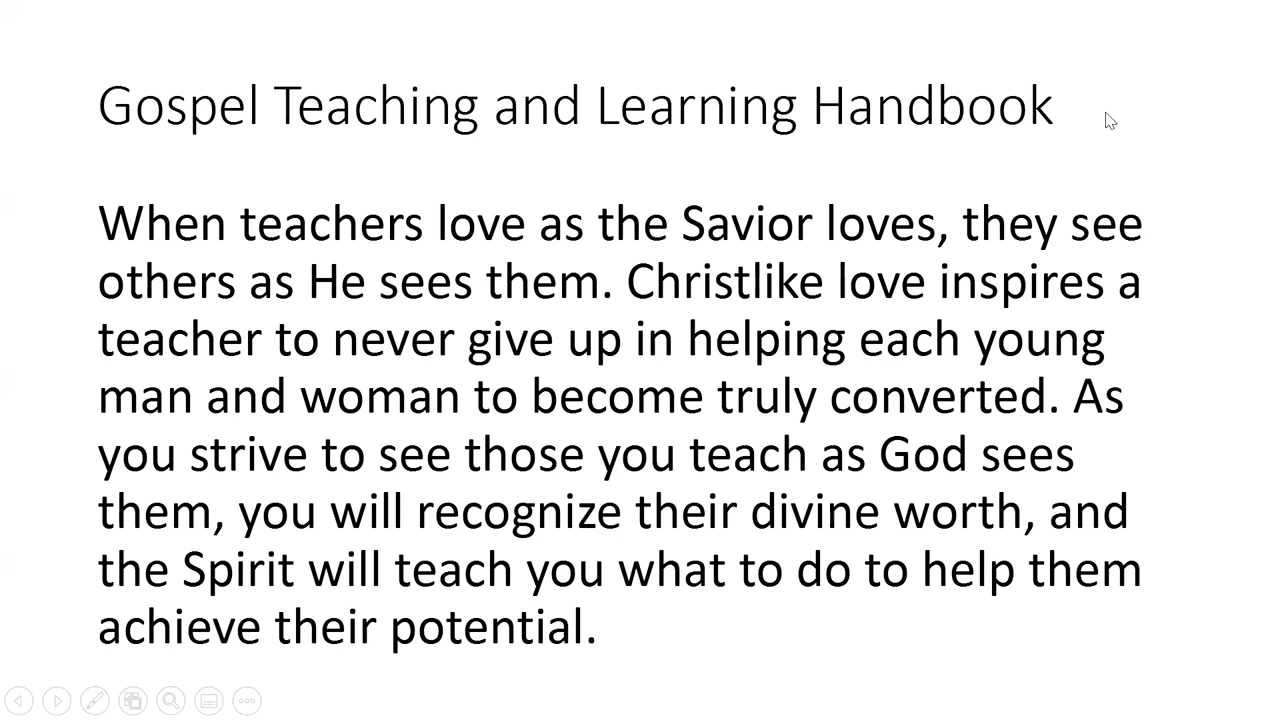 Gospel Teaching and Learning Handbook
When teachers love as the Savior loves, they see
others as He sees them. Christlike love inspires a
teacher to never give up in helping each young
man and woman to become truly converted. As
you strive to see those you teach as God sees
them, you will recognize their divine worth, and
the Spirit will teach you what to do to help them
achieve their potential.